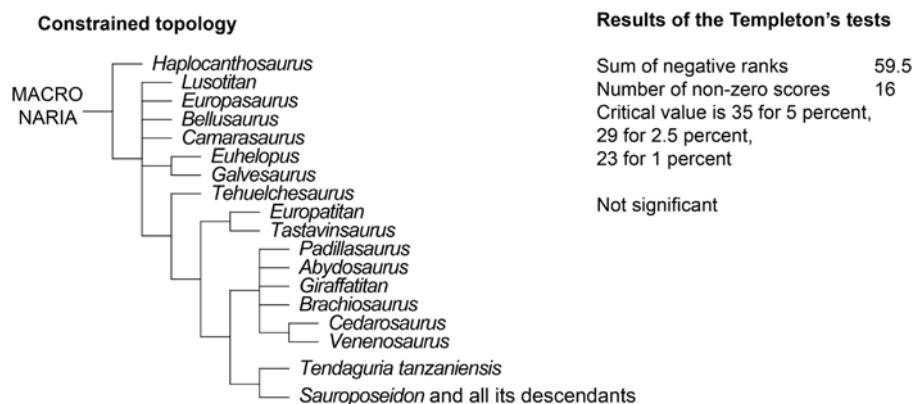 Constrained topology
MACRO
NARIA
Haplocanthosaurus
Lusotitan
Europasaurus
Bellusaurus
Camarasaurus
Euhelopus
Galvesaurus
Tehuelchesaurus
Europatitan
Tastavinsaurus
Padillasaurus
Abydosaurus
Giraffatitan
Brachiosaurus
Cedarosaurus
Venenosaurus
Tendaguria tanzaniensis
Sauroposeidon and all its descendants
Results of the Templeton's tests
Sum of negative ranks 59.5
Number of non-zero scores 16
Critical value is 35 for 5 percent,
29 for 2.5 percent,
23 for 1 percent
Not significant